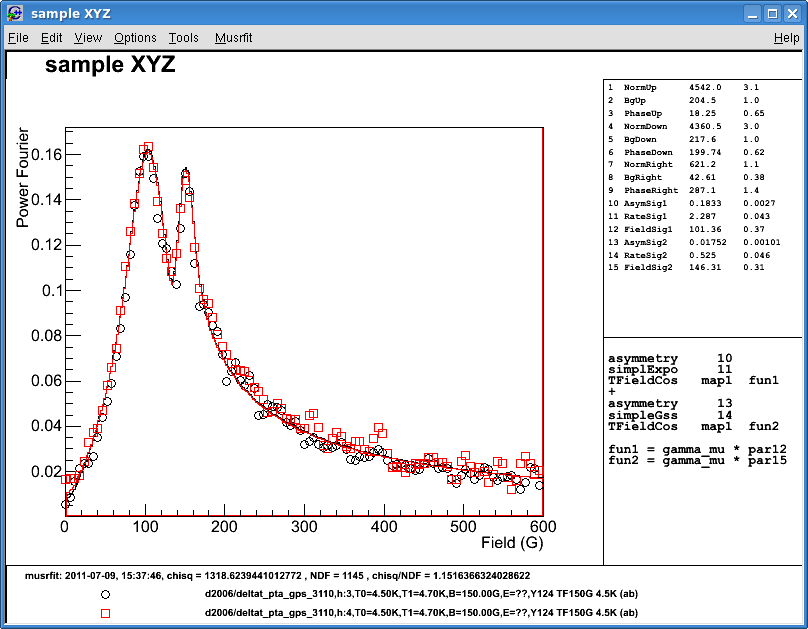 sample XYZ
File Edit View Options Tools Musrfit Help
sample XYZ
1 NormUp 4542.0 3.1
2 BgUp 204.5 1.0
3 PhaseUp 18.25 0.65
4 NormDown 4360.5 3.0
5 BgDown 217.6 1.0
6 PhaseDown 199.74 0.62
7 NormRight 621.2 1.1
8 BgRight 42.61 0.38
9 PhaseRight 287.1 1.4
10 AsymSig1 0.1833 0.0027
11 RateSig1 2.287 0.043
12 FieldSig1 101.36 0.37
13 AsymSig2 0.01752 0.00101
14 RateSig2 0.525 0.046
15 FieldSig2 146.31 0.31
Power Fourier
0.16
0.14
0.12
0.1
0.08
0.06
0.04
0.02
0 100 200 300 400 500 600
Field (G)
asymmetry 10
simplExpo 11
TFieldCos map1 fun1
+
asymmetry 13
simpleGss 14
TFieldCos map1 fun2
fun1 = gamma_mu * par12
fun2 = gamma_mu * par15
musrfit: 2011-07-09, 15:37:46, chisq = 1318.6239441012772 , NDF = 1145 , chisq/NDF = 1.1516366324028622
d2006/deltat_pta_gps_3110,h:3,T0=4.50K,T1=4.70K,B=150.00G,E=??,Y124 TF150G 4.5K (ab)
d2006/deltat_pta_gps_3110,h:4,T0=4.50K,T1=4.70K,B=150.00G,E=??,Y124 TF150G 4.5K (ab)